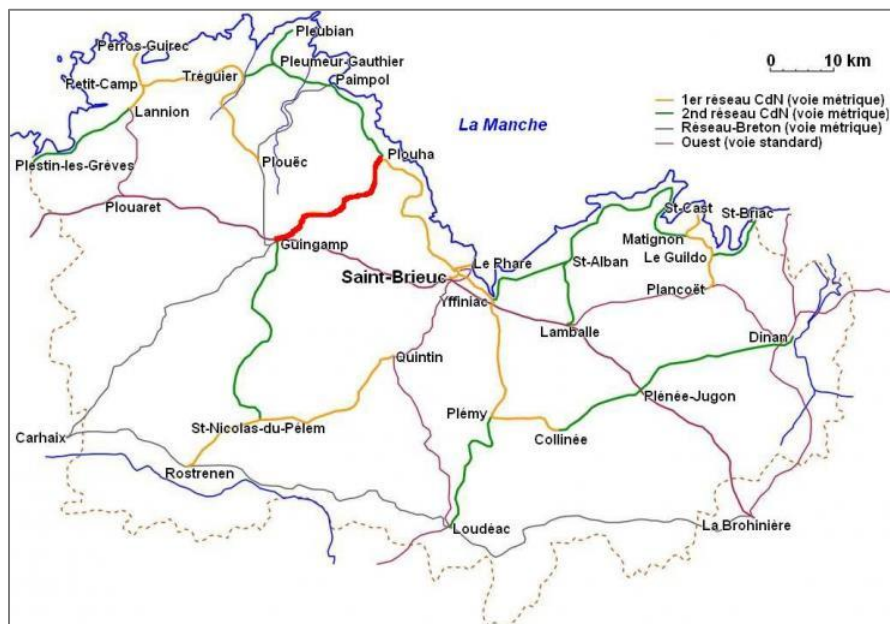 Pleubian
Perros-Guirec
Pleumeur-Gauthier
Tréguier
Paimpol
Petit-Camp
Lannion
0 10 km
1er réseau CdN (voie métrique)
2nd réseau CdN (voie métrique)
Réseau-Breton (voie métrique)
Ouest (voie standard)
La Manche
Plouëc
Plouha
Plestin-les-Grèves
Plouaret
St-Cast
St-Briac
Guingamp
Matignon
Le Guildo
Le Phare
St-Alban
Saint-Brieuc
Plancoët
Yffiniac
Lamballe
Dinan
Quintin
Plénée-Jugon
Plémy
St-Nicolas-du-Pélem
Collinée
Carhaix
Rostrenen
Loudéac
La Brohinière